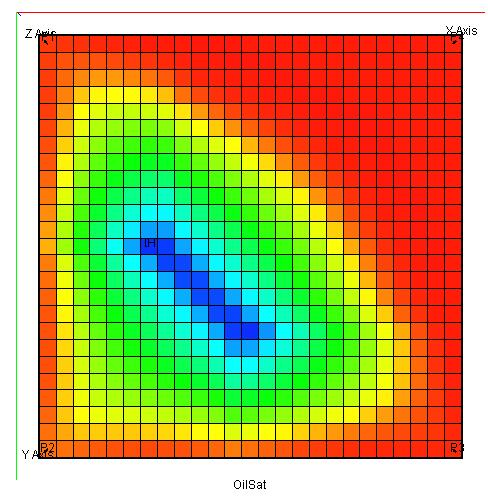 Z Axis
X Axis
IH
Y Axis
P2
P3
OilSat